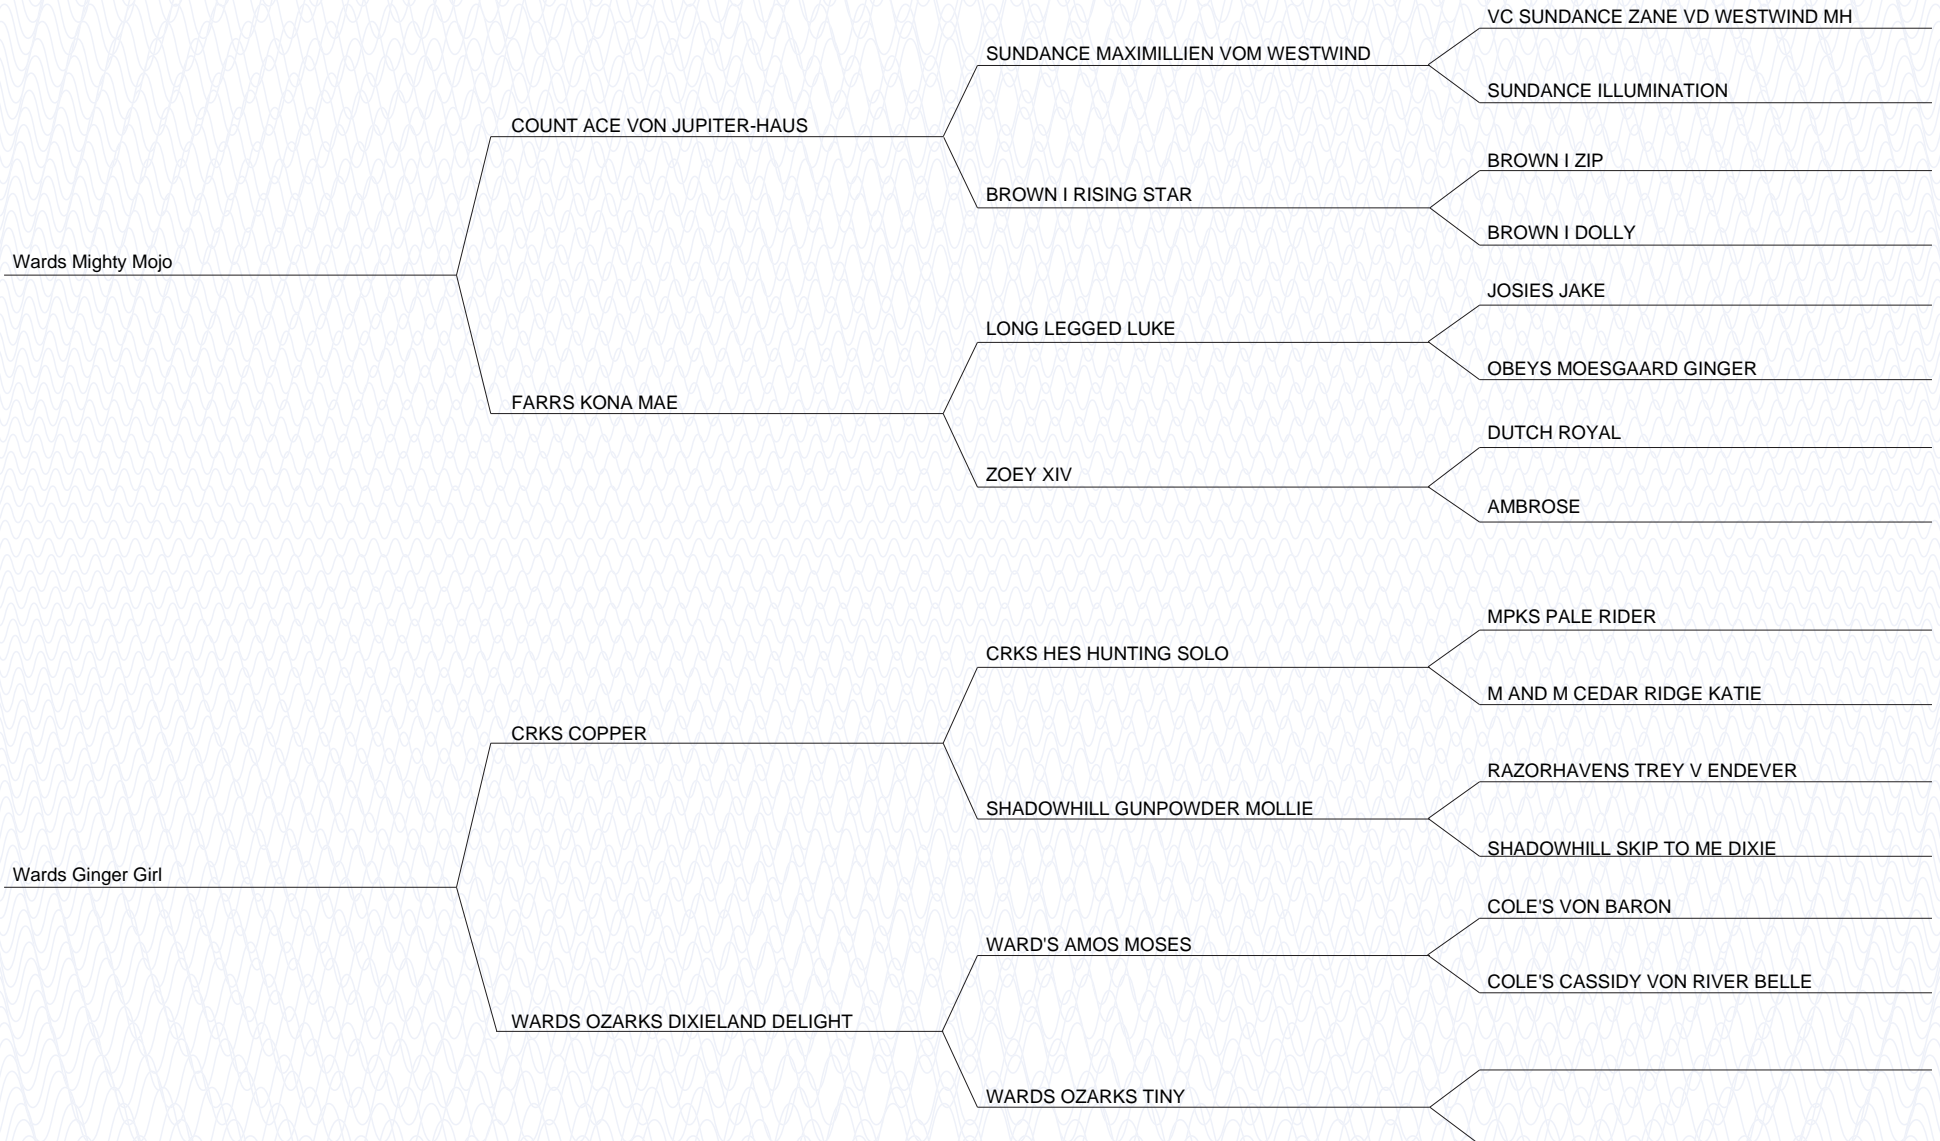 VC SUNDANCE ZANE VD WESTWIND MH
SUNDANCE MAXIMILLIEN VOM WESTWIND
SUNDANCE ILLUMINATION
COUNT ACE VON JUPITER-HAUS
BROWN I ZIP
BROWN I RISING STAR
BROWN I DOLLY
Wards Mighty Mojo
JOSIES JAKE
LONG LEGGED LUKE
OBEYS MOESGAARD GINGER
FARRS KONA MAE
DUTCH ROYAL
ZOEY XIV
AMBROSE
MPKS PALE RIDER
CRKS HES HUNTING SOLO
M AND M CEDAR RIDGE KATIE
CRKS COPPER
RAZORHAVENS TREY V ENDEVER
SHADOWHILL GUNPOWDER MOLLIE
SHADOWHILL SKIP TO ME DIXIE
Wards Ginger Girl
COLE'S VON BARON
WARD'S AMOS MOSES
COLE'S CASSIDY VON RIVER BELLE
WARDS OZARKS DIXIELAND DELIGHT
WARDS OZARKS TINY